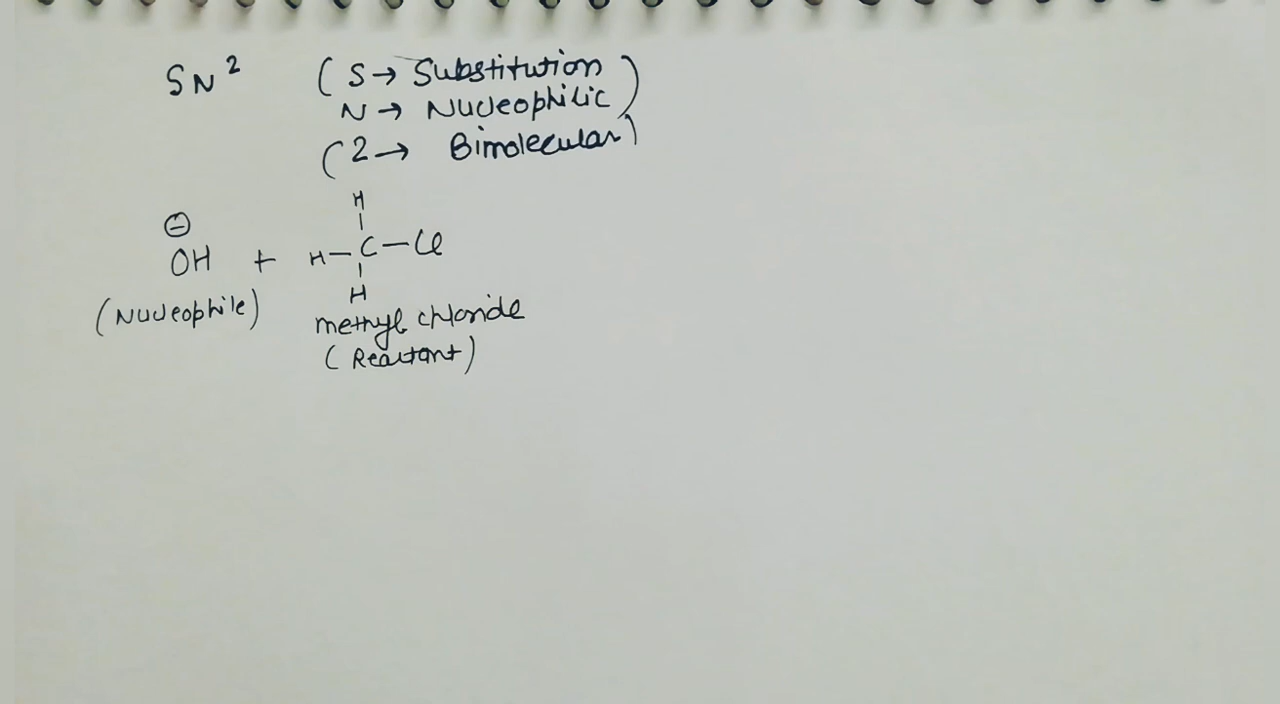 SN² ( S → Substitution
N → Nucleophilic )
( 2 → Bimolecular )
H
⊖
OH + H – C – Cl
H
(Nucleophile)
methyl chloride
( Reactant )